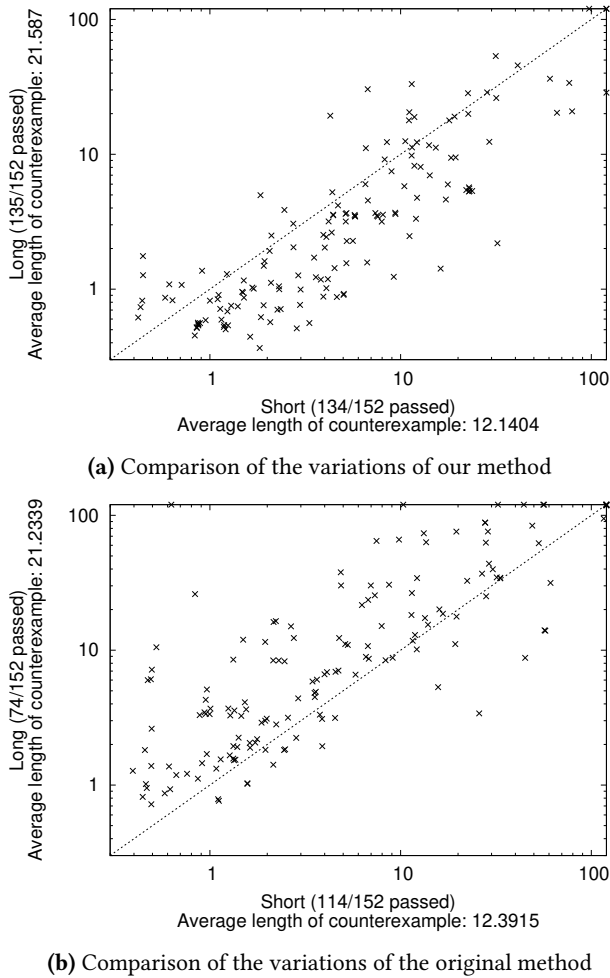 100
10
1
Long (135/152 passed)
Average length of counterexample: 21.587
1 10 100
Short (134/152 passed)
Average length of counterexample: 12.1404
(a) Comparison of the variations of our method
100
10
1
Long (74/152 passed)
Average length of counterexample: 21.2339
1 10 100
Short (114/152 passed)
Average length of counterexample: 12.3915
(b) Comparison of the variations of the original method